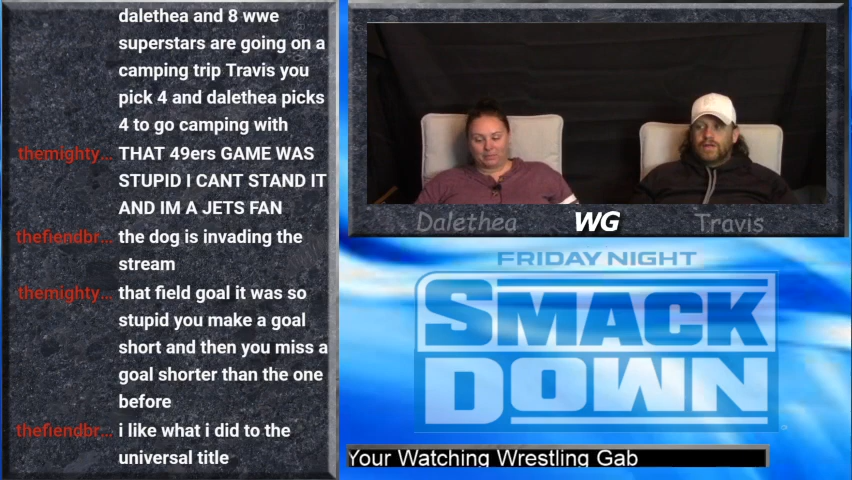 dalethea and 8 wwe
superstars are going on a
camping trip Travis you
pick 4 and dalethea picks
4 to go camping with
themighty... THAT 49ers GAME WAS
STUPID I CANT STAND IT
AND IM A JETS FAN
thefiendbr... the dog is invading the
stream
themighty... that field goal it was so
stupid you make a goal
short and then you miss a
goal shorter than the one
before
thefiendbr... i like what i did to the
universal title
Dalethea WG Travis
FRIDAY NIGHT
SMACK
DOWN
Your Watching Wrestling Gab